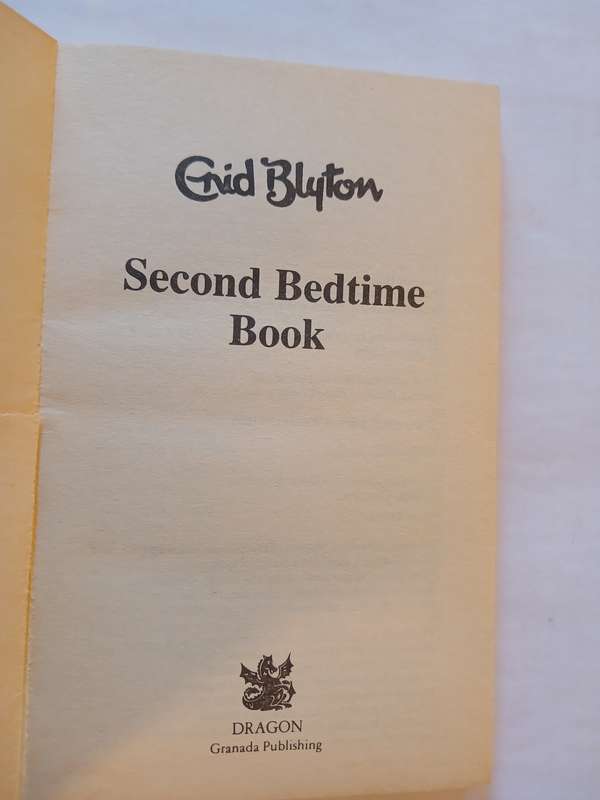 Enid Blyton
Second Bedtime
Book
DRAGON
Granada Publishing